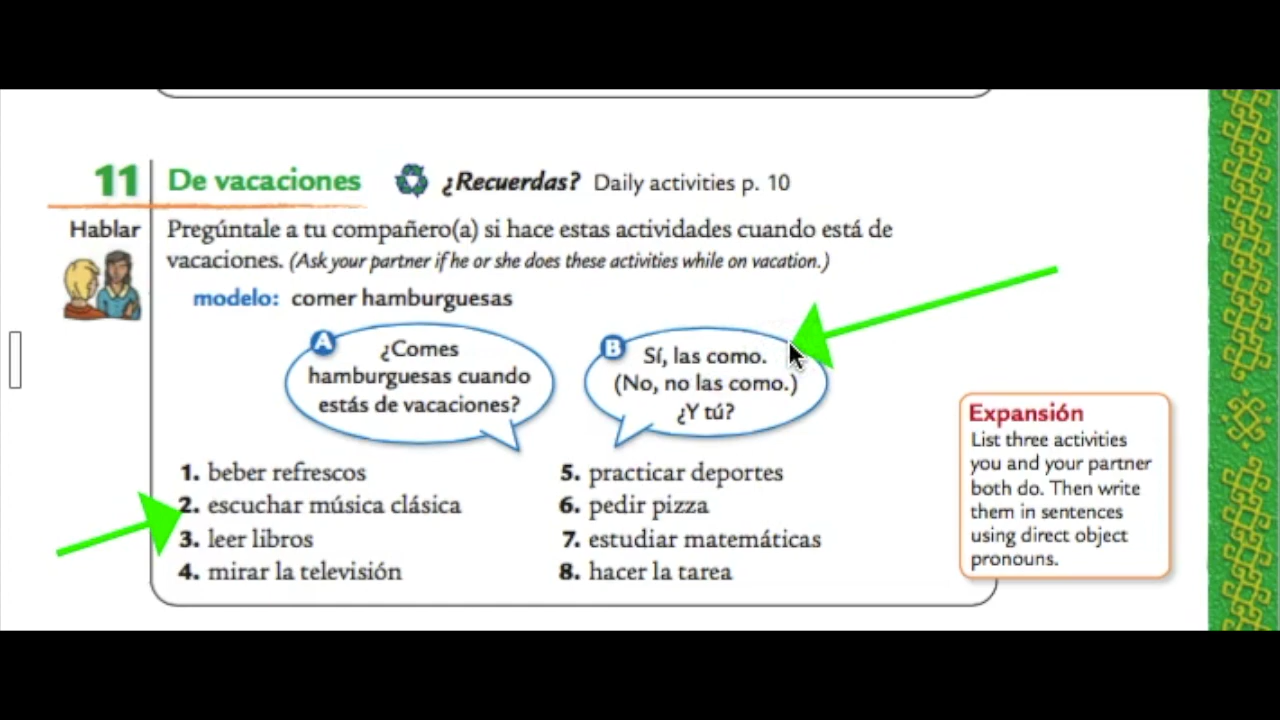 11 De vacaciones ¿Recuerdas? Daily activities p. 10
Hablar
Pregúntale a tu compañero(a) si hace estas actividades cuando está de
vacaciones. (Ask your partner if he or she does these activities while on vacation.)
modelo: comer hamburguesas
A
¿Comes
hamburguesas cuando
estás de vacaciones?
B
Sí, las como.
(No, no las como.)
¿Y tú?
1. beber refrescos
2. escuchar música clásica
3. leer libros
4. mirar la televisión
5. practicar deportes
6. pedir pizza
7. estudiar matemáticas
8. hacer la tarea
Expansión
List three activities
you and your partner
both do. Then write
them in sentences
using direct object
pronouns.